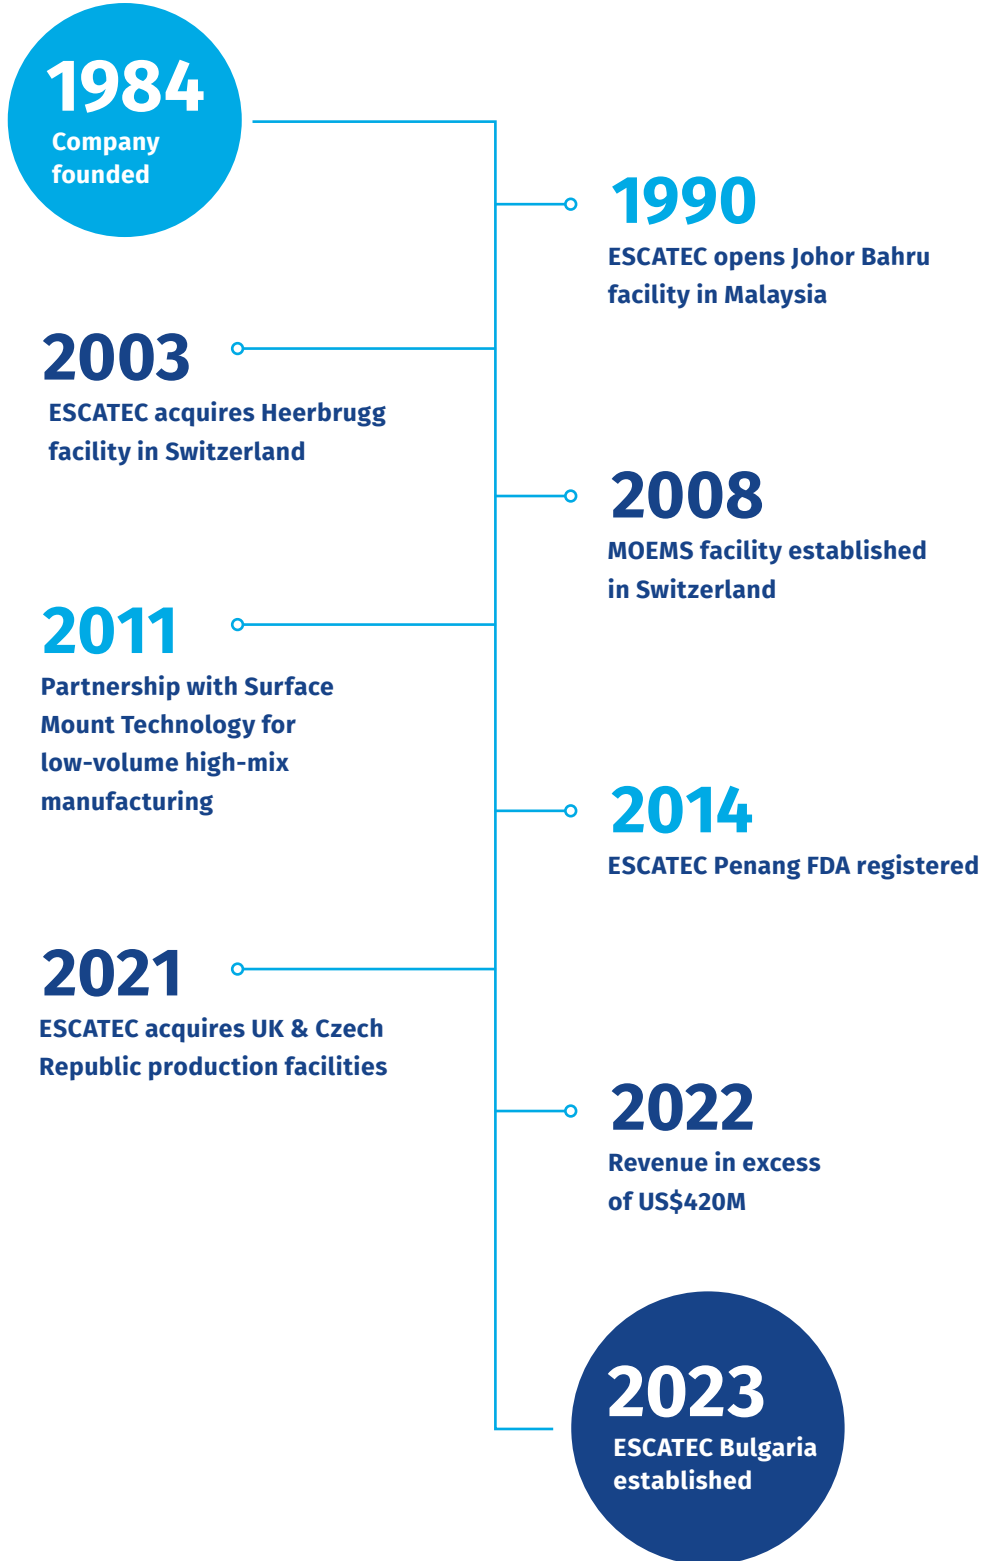 1984
Company
founded
1990
ESCATEC opens Johor Bahru
facility in Malaysia
2003
ESCATEC acquires Heerbrugg
facility in Switzerland
2008
MOEMS facility established
in Switzerland
2011
Partnership with Surface
Mount Technology for
low-volume high-mix
manufacturing
2014
ESCATEC Penang FDA registered
2021
ESCATEC acquires UK & Czech
Republic production facilities
2022
Revenue in excess
of US$420M
2023
ESCATEC Bulgaria
established